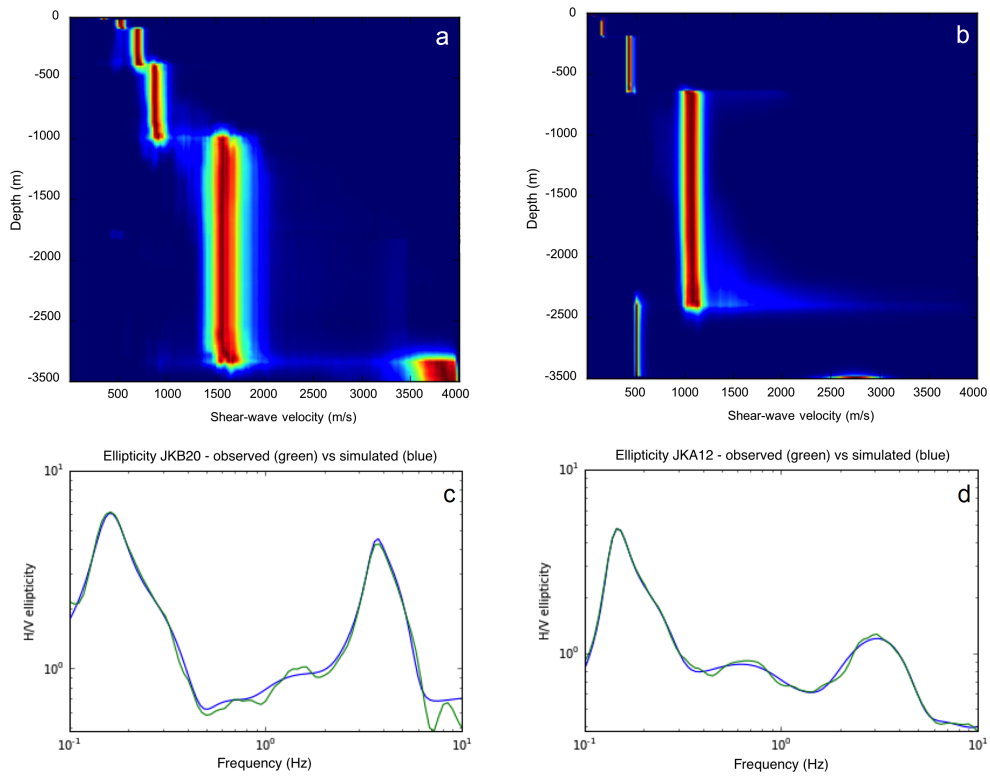 a
0
-500
-1000
-1500
-2000
-2500
-3500
Depth (m)
500 1000 1500 2000 2500 3000 3500 4000
Shear-wave velocity (m/s)
b
0
-500
-1000
-1500
-2000
-2500
-3500
Depth (m)
500 1000 1500 2000 2500 3000 3500 4000
Shear-wave velocity (m/s)
Ellipticity JKB20 - observed (green) vs simulated (blue)
c
10¹
10⁰
H/V ellipticity
10⁻¹ 10⁰ 10¹
Frequency (Hz)
Ellipticity JKA12 - observed (green) vs simulated (blue)
d
10¹
10⁰
H/V ellipticity
10⁻¹ 10⁰ 10¹
Frequency (Hz)